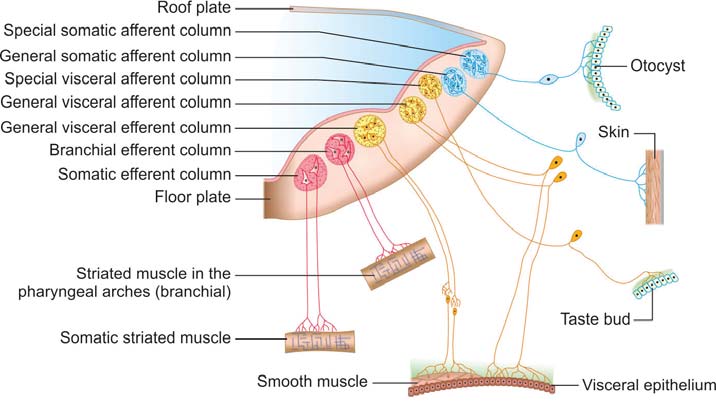 Roof plate
Special somatic afferent column
General somatic afferent column
Special visceral afferent column
General visceral afferent column
General visceral efferent column
Branchial efferent column
Somatic efferent column
Floor plate
Otocyst
Skin
Striated muscle in the
pharyngeal arches (branchial)
Somatic striated muscle
Taste bud
Smooth muscle
Visceral epithelium